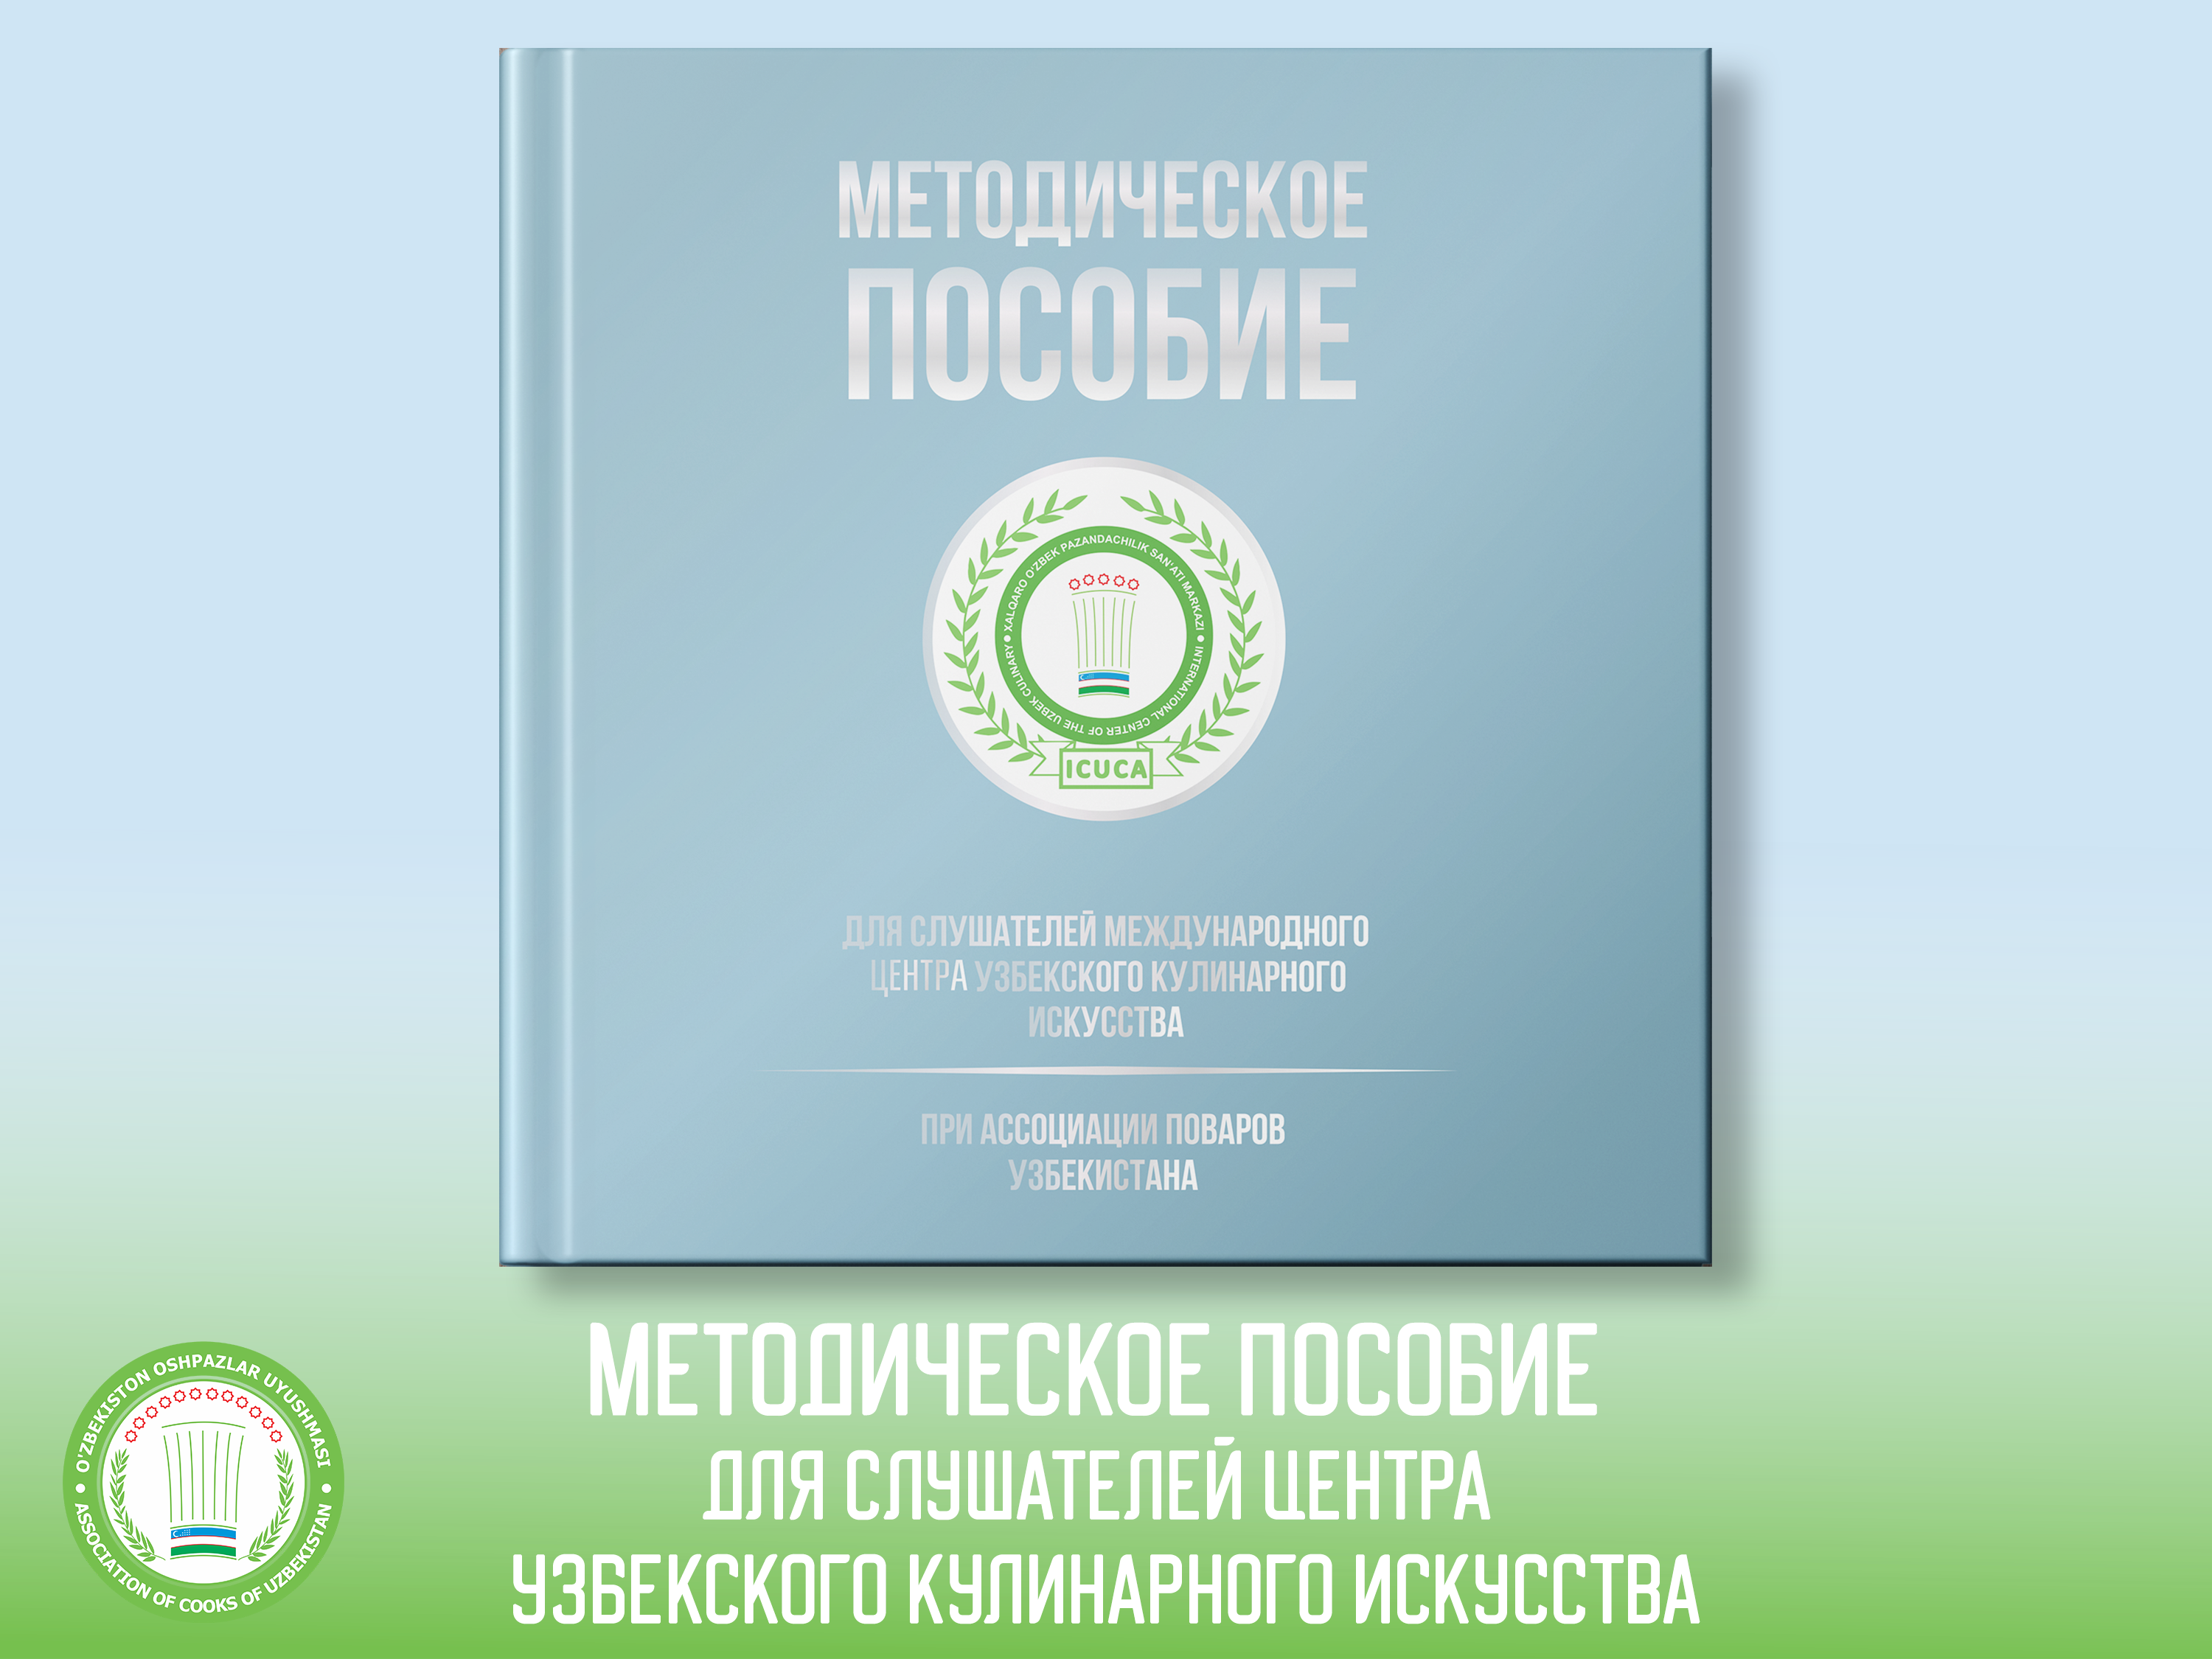 МЕТОДИЧЕСКОЕ
ПОСОБИЕ
XALQARO O'ZBEK PAZANDACHILIK SAN'ATI MARKAZI
INTERNATIONAL CENTER OF THE UZBEK CULINARY
ICUCA
ДЛЯ СЛУШАТЕЛЕЙ МЕЖДУНАРОДНОГО
ЦЕНТРА УЗБЕКСКОГО КУЛИНАРНОГО
ИСКУССТВА
ПРИ АССОЦИАЦИИ ПОВАРОВ
УЗБЕКИСТАНА
МЕТОДИЧЕСКОЕ ПОСОБИЕ
ДЛЯ СЛУШАТЕЛЕЙ ЦЕНТРА
УЗБЕКСКОГО КУЛИНАРНОГО ИСКУССТВА
O'ZBEKISTON OSHPAZLAR UYUSHMASI
ASSOCIATION OF COOKS OF UZBEKISTAN